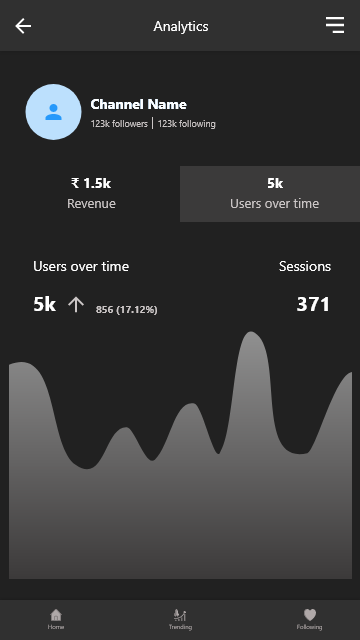 Analytics
Channel Name
123k followers | 123k following
₹ 1.5k
Revenue
5k
Users over time
Users over time
Sessions
5k
856 (17.12%)
371
Home
Trending
Following